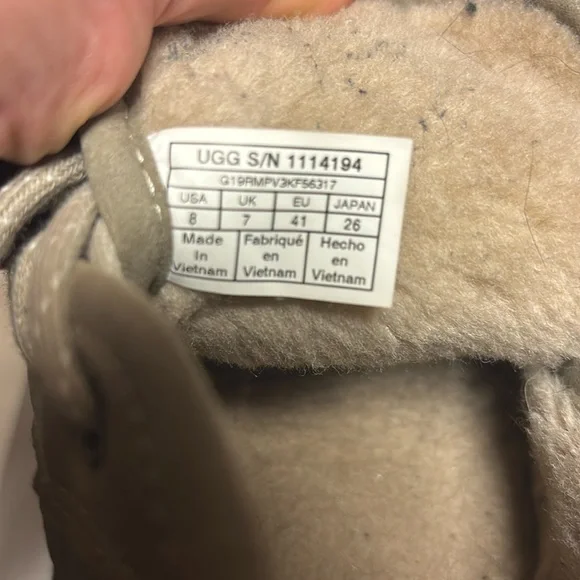 UGG S/N 1114194
G19RMPV3KF56317
USA UK EU JAPAN
8 7 41 26
Made Fabriqué Hecho
In en en
Vietnam Vietnam Vietnam